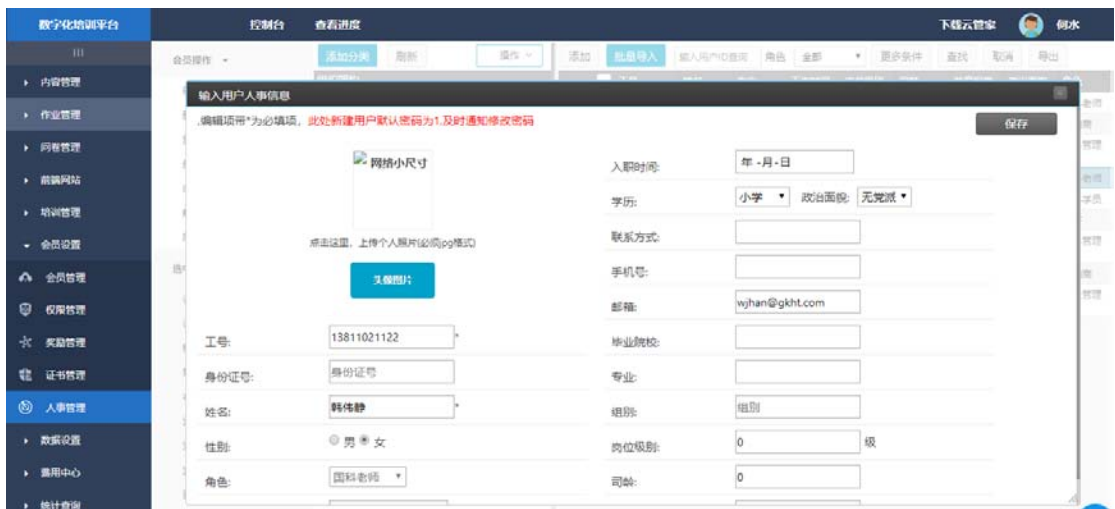 数字化培训平台 控制台 查看进度 下载云管家 何水
会员操作 添加分类 刷新 操作 添加 批量导入 输入用户ID查询 角色 全部 更多条件 查找 取消 导出
内容管理
作业管理
问卷管理
前端网站
培训管理
会员设置
会员管理
权限管理
奖励管理
证书管理
人事管理
数据设置
费用中心
统计查询
输入用户人事信息
.编辑项带*为必填项，此处新建用户默认密码为1.及时通知修改密码 保存
网络小尺寸
点击这里，上传个人照片(必须jpg格式)
头像图片
工号: 13811021122 *
身份证号: 身份证号
姓名: 韩伟静 *
性别: 男 女
角色: 国科老师
入职时间: 年 -月-日
学历: 小学 政治面貌: 无党派
联系方式:
手机号:
邮箱: wjhan@gkht.com
毕业院校:
专业:
组别: 组别
岗位级别: 0 级
司龄: 0